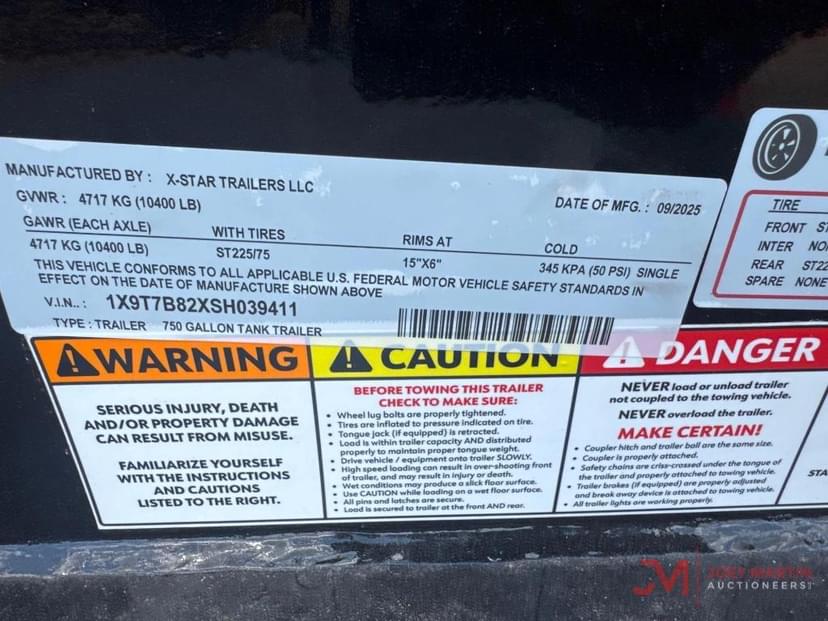 MANUFACTURED BY : X-STAR TRAILERS LLC
GVWR : 4717 KG (10400 LB) DATE OF MFG. : 09/2025
GAWR (EACH AXLE) WITH TIRES RIMS AT COLD
4717 KG (10400 LB) ST225/75 15"X6" 345 KPA (50 PSI) SINGLE
THIS VEHICLE CONFORMS TO ALL APPLICABLE U.S. FEDERAL MOTOR VEHICLE SAFETY STANDARDS IN
EFFECT ON THE DATE OF MANUFACTURE SHOWN ABOVE
V.I.N.. : 1X9T7B82XSH039411
TYPE : TRAILER 750 GALLON TANK TRAILER
TIRE
FRONT
INTER
REAR
SPARE NONE
WARNING
SERIOUS INJURY, DEATH
AND/OR PROPERTY DAMAGE
CAN RESULT FROM MISUSE.
FAMILIARIZE YOURSELF
WITH THE INSTRUCTIONS
AND CAUTIONS
LISTED TO THE RIGHT.
CAUTION
BEFORE TOWING THIS TRAILER
CHECK TO MAKE SURE:
• Wheel lug bolts are properly tightened.
• Tires are inflated to pressure indicated on tire.
• Tongue jack (if equipped) is retracted.
• Load is within trailer capacity AND distributed
properly to maintain proper tongue weight.
• Drive vehicle / equipment onto trailer SLOWLY.
• High speed loading can result in over-shooting front
of trailer, and may result in injury or death.
• Wet conditions may produce a slick floor surface.
• Use CAUTION while loading on a wet floor surface.
• All pins and latches are secure.
• Load is secured to trailer at the front AND rear.
DANGER
NEVER load or unload trailer
not coupled to the towing vehicle.
NEVER overload the trailer.
MAKE CERTAIN!
• Coupler hitch and trailer ball are the same size.
• Coupler is properly attached.
• Safety chains are criss-crossed under the tongue of
the trailer and properly attached to towing vehicle.
• Trailer brakes (if equipped) are properly adjusted
and break away device is attached to towing vehicle.
• All trailer lights are working properly.
JM JOEY MARTIN
AUCTIONEERS